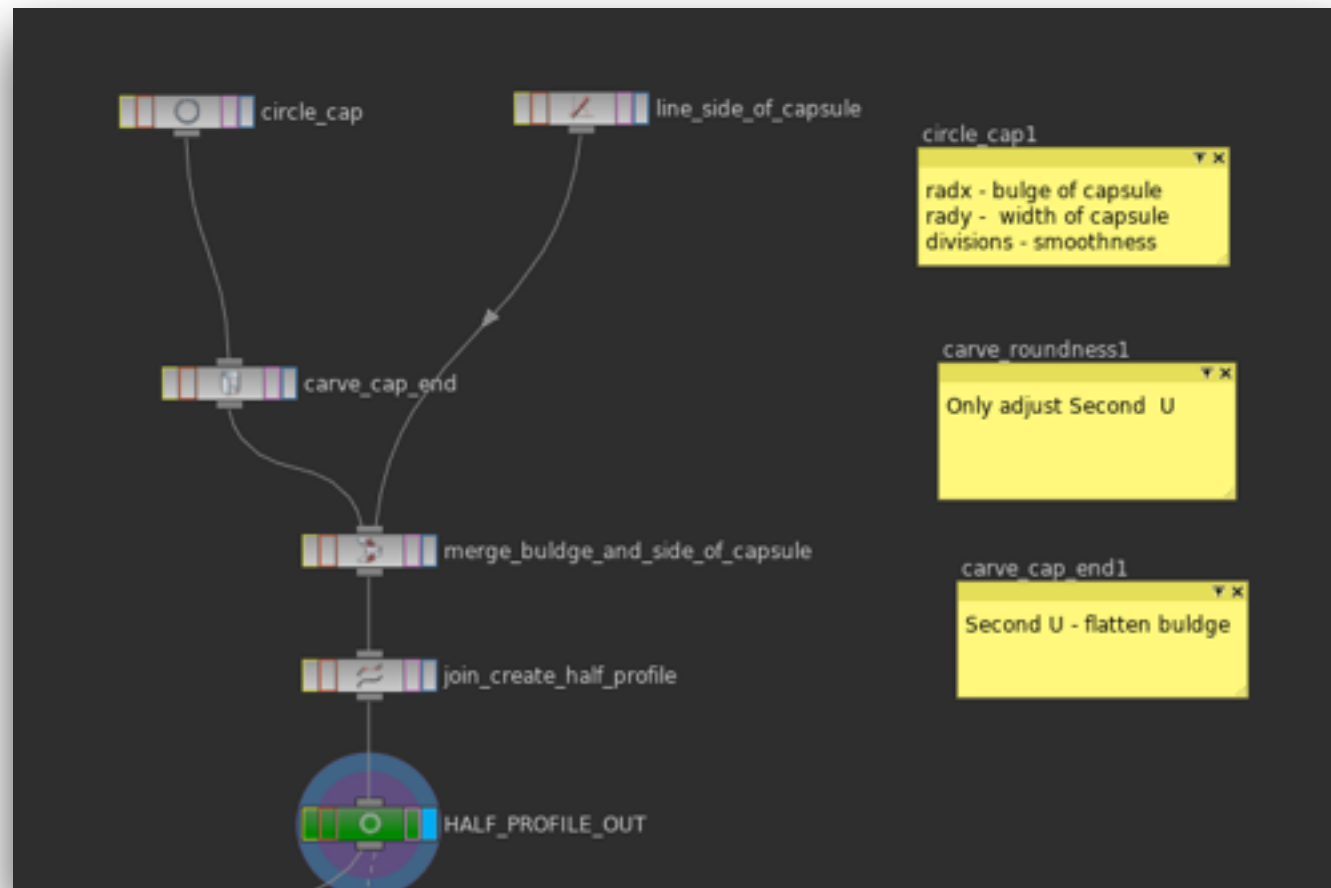 circle_cap
line_side_of_capsule
circle_cap1
radx - bulge of capsule
rady -  width of capsule
divisions - smoothness
carve_roundness1
Only adjust Second  U
carve_cap_end
merge_buldge_and_side_of_capsule
carve_cap_end1
Second U - flatten buldge
join_create_half_profile
HALF_PROFILE_OUT